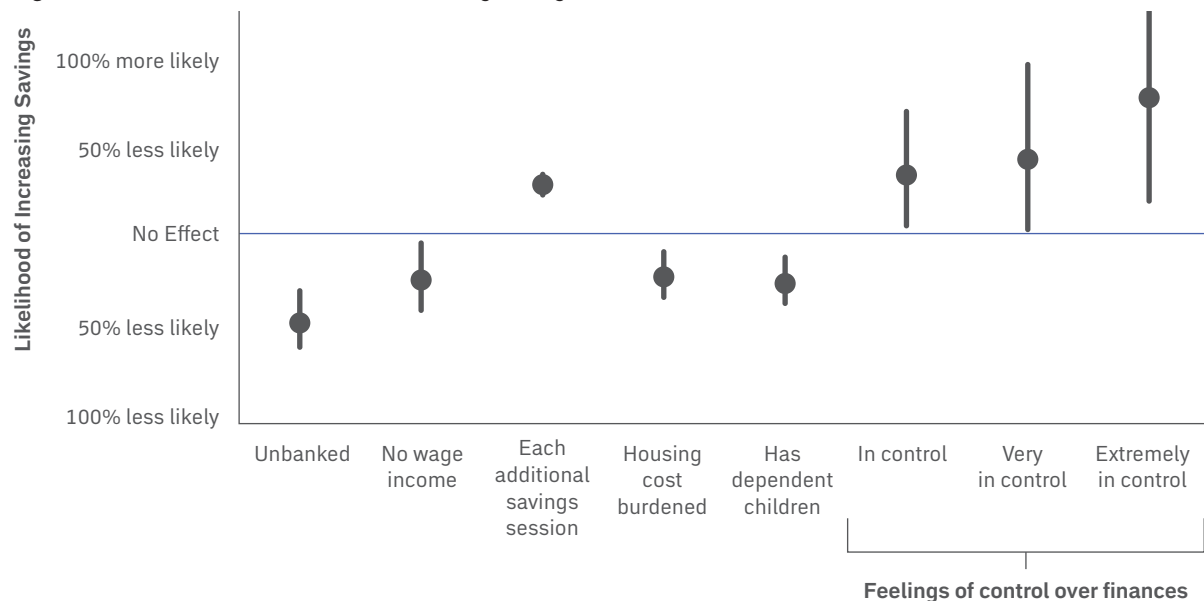 Likelihood of Increasing Savings
100% more likely
50% less likely
No Effect
50% less likely
100% less likely
Unbanked
No wage
income
Each
additional
savings
session
Housing
cost
burdened
Has
dependent
children
In control
Very
in control
Extremely
in control
Feelings of control over finances